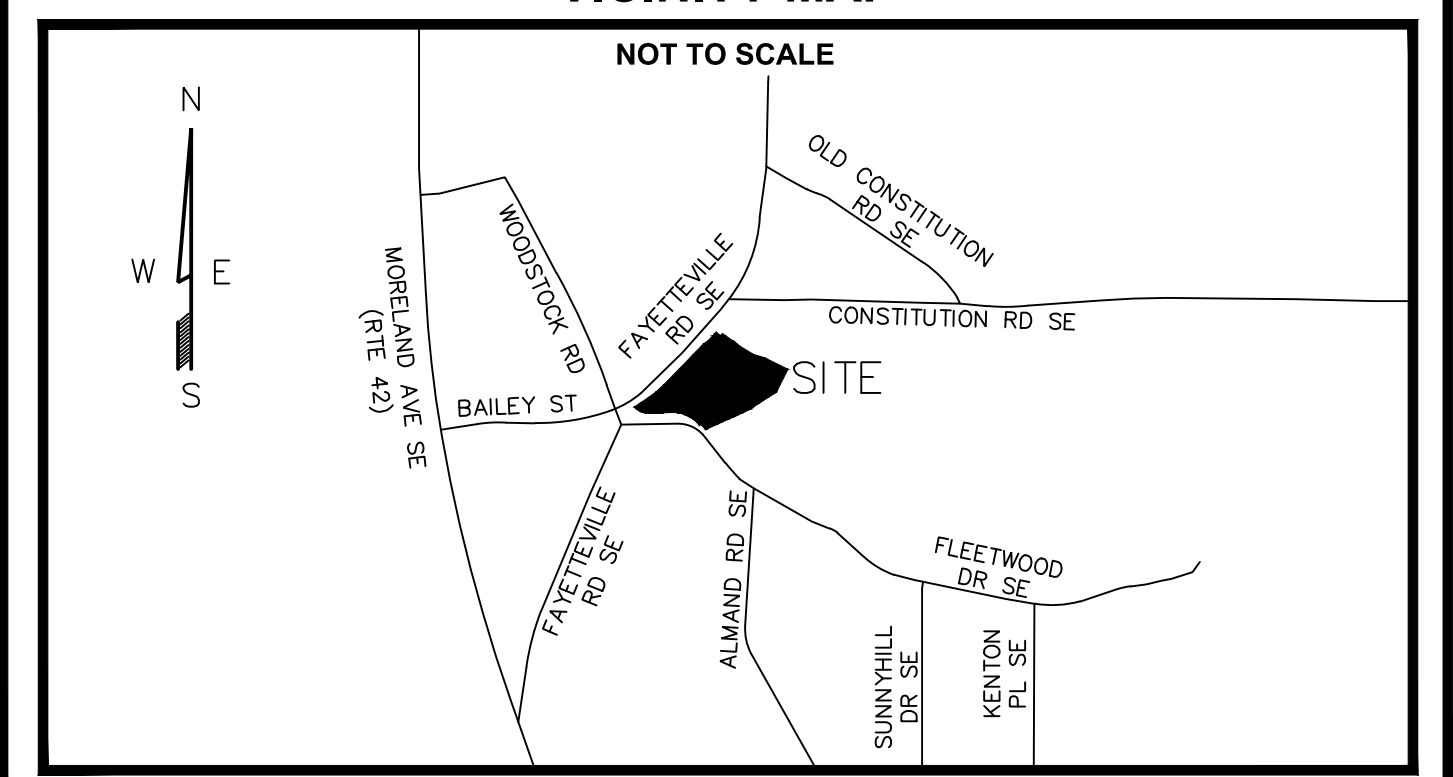 NOT TO SCALE
N
W
E
S
OLD CONSTITUTION
RD SE
WOODSTOCK RD
FAYETTEVILLE
RD SE
MORELAND AVE SE
(RTE 42)
CONSTITUTION RD SE
SITE
BAILEY ST
FAYETTEVILLE
RD SE
ALMAND RD SE
FLEETWOOD
DR SE
SUNNYHILL
DR SE
KENTON
PL SE